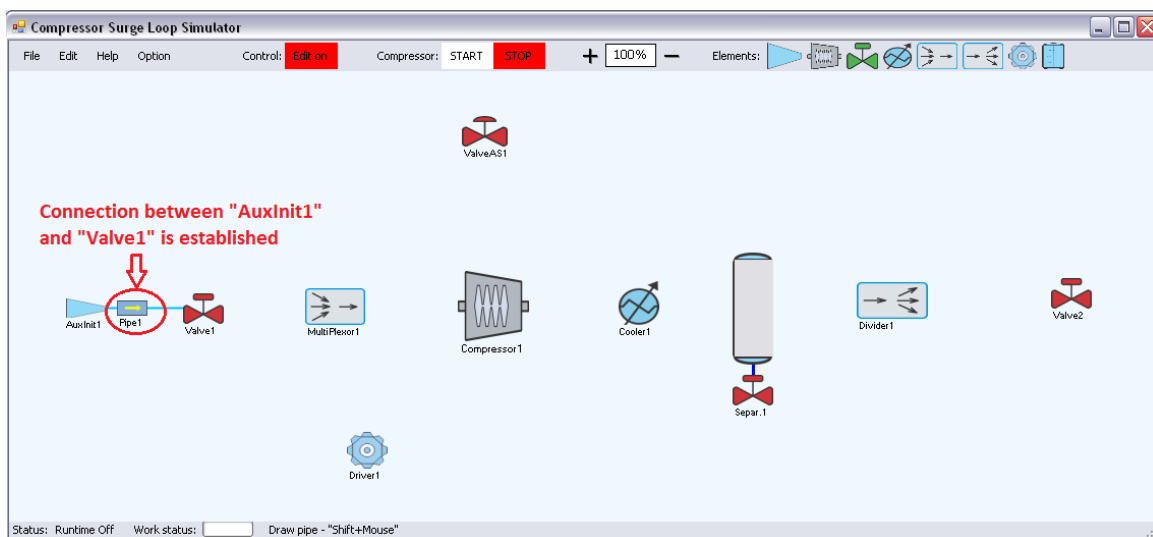 Compressor Surge Loop Simulator
File Edit Help Option Control: Edit on Compressor: START STOP + 100% − Elements:
ValveAS1
Connection between "AuxInit1"
and "Valve1" is established
AuxInit1 Pipe1 Valve1 MultiPlexor1 Compressor1 Cooler1 Divider1 Valve2
Separ.1
Driver1
Status: Runtime Off Work status: Draw pipe - "Shift+Mouse"